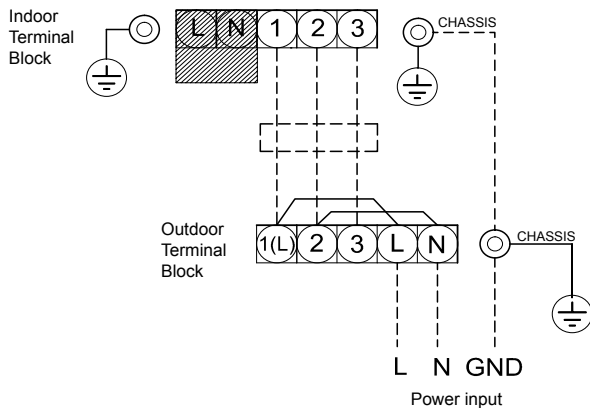 Indoor
Terminal
Block
L N 1 2 3
CHASSIS
Outdoor
Terminal
Block
1(L) 2 3 L N
CHASSIS
L N GND
Power input